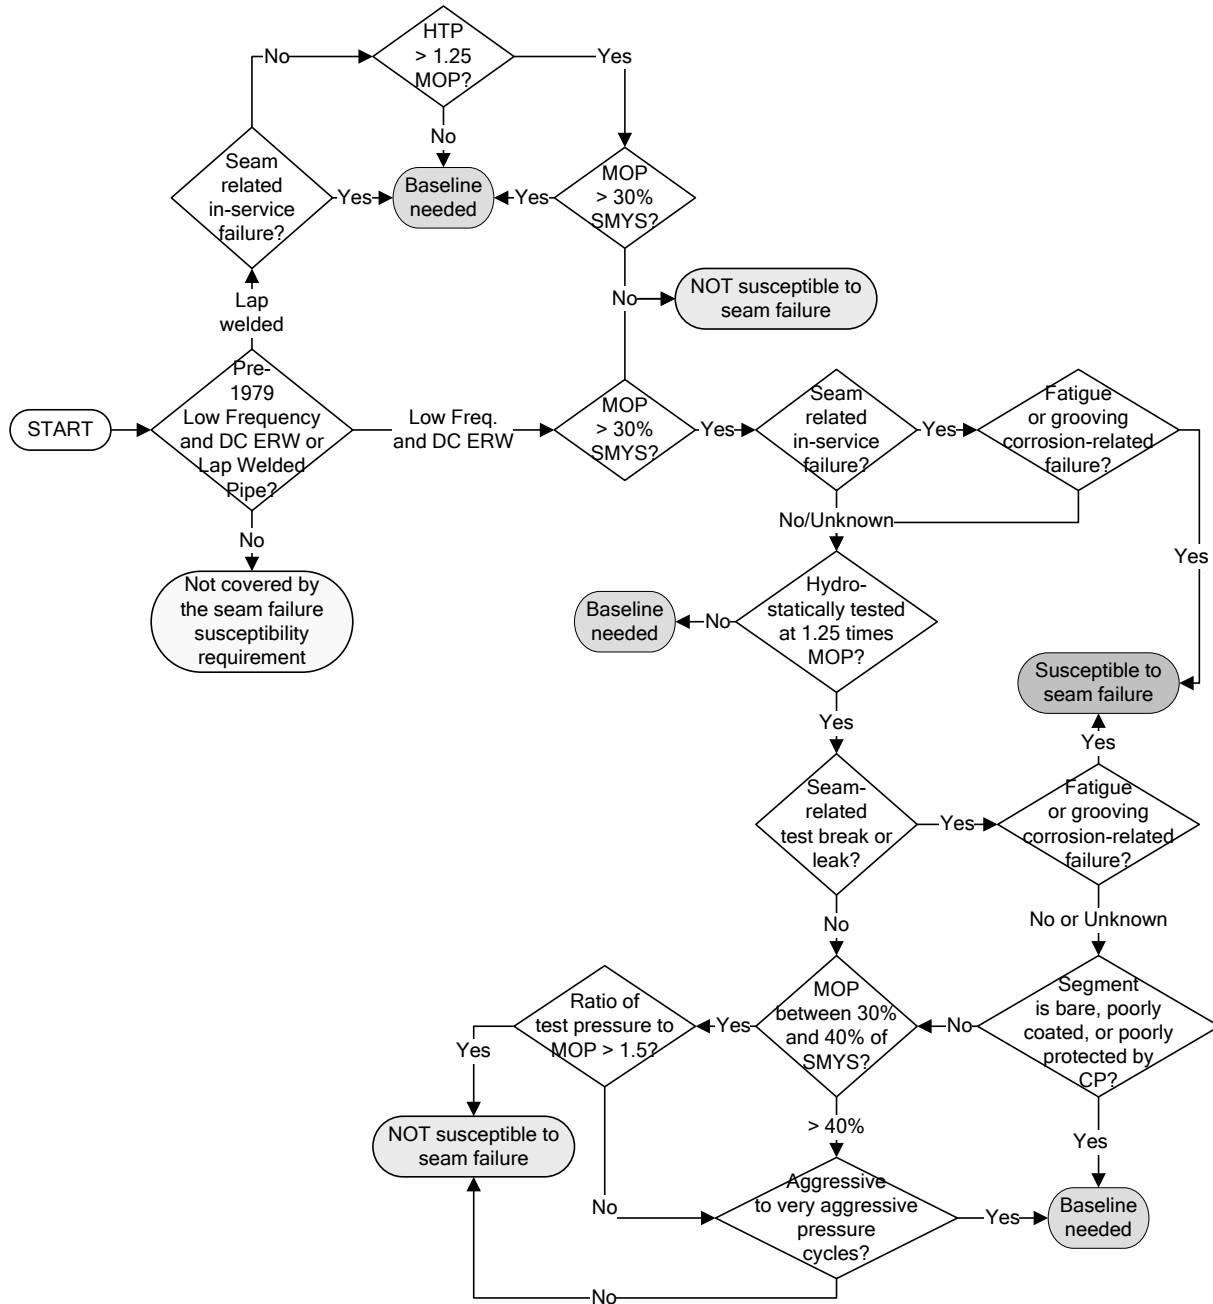 HTP
> 1.25
MOP?
No
Yes
No
Seam
related
in-service
failure?
Yes
Baseline
needed
Yes
MOP
> 30%
SMYS?
No
NOT susceptible to
seam failure
Lap
welded
START
Pre-
1979
Low Frequency
and DC ERW or
Lap Welded
Pipe?
Low Freq.
and DC ERW
MOP
> 30%
SMYS?
Yes
Seam
related
in-service
failure?
Yes
Fatigue
or grooving
corrosion-related
failure?
No
No/Unknown
Yes
Not covered by
the seam failure
susceptibility
requirement
Baseline
needed
No
Hydro-
statically tested
at 1.25 times
MOP?
Susceptible to
seam failure
Yes
Yes
Seam-
related
test break or
leak?
Yes
Fatigue
or grooving
corrosion-related
failure?
No
No or Unknown
Ratio of
test pressure to
MOP > 1.5?
Yes
MOP
between 30%
and 40% of
SMYS?
No
Segment
is bare, poorly
coated, or poorly
protected by
CP?
Yes
NOT susceptible to
seam failure
> 40%
Yes
No
Aggressive
to very aggressive
pressure
cycles?
Yes
Baseline
needed
No